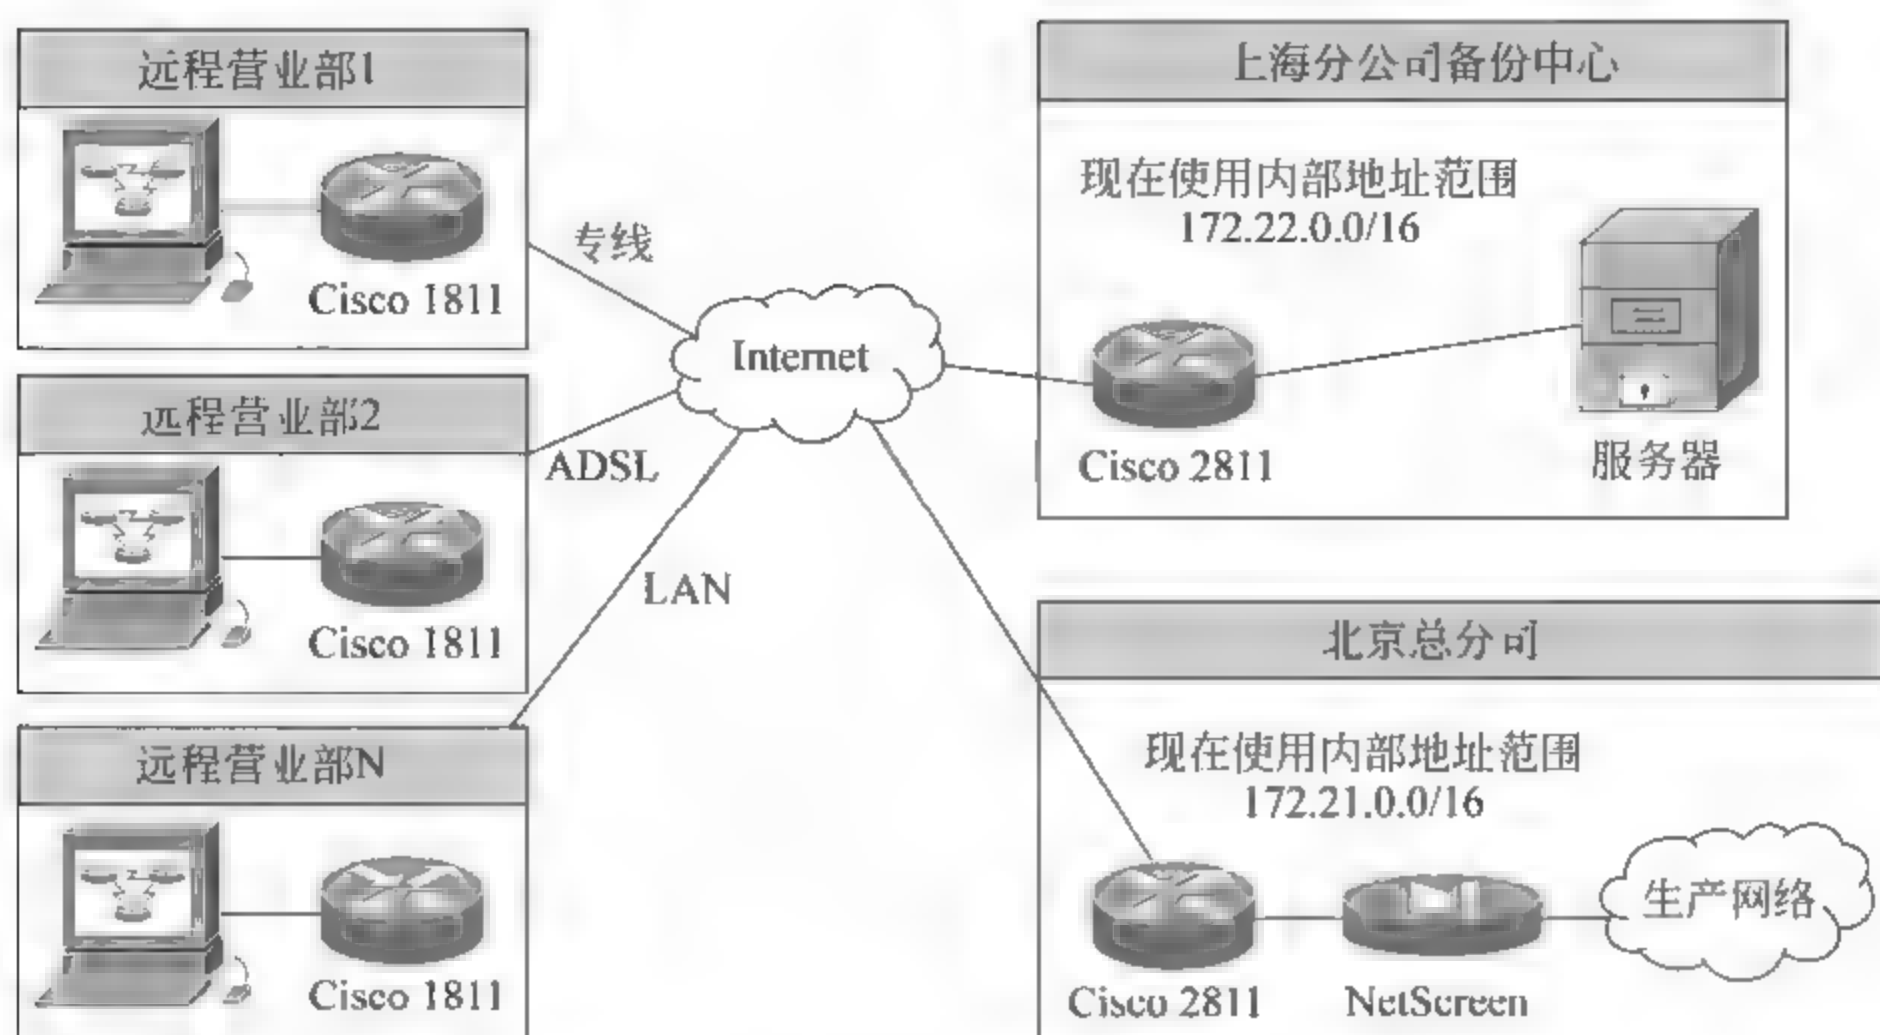 远程营业部1
Cisco 1811
专线
远程营业部2
Cisco 1811
ADSL
远程营业部N
Cisco 1811
LAN
Internet
上海分公司备份中心
现在使用内部地址范围
172.22.0.0/16
Cisco 2811
服务器
北京总分司
现在使用内部地址范围
172.21.0.0/16
Cisco 2811
NetScreen
生产网络